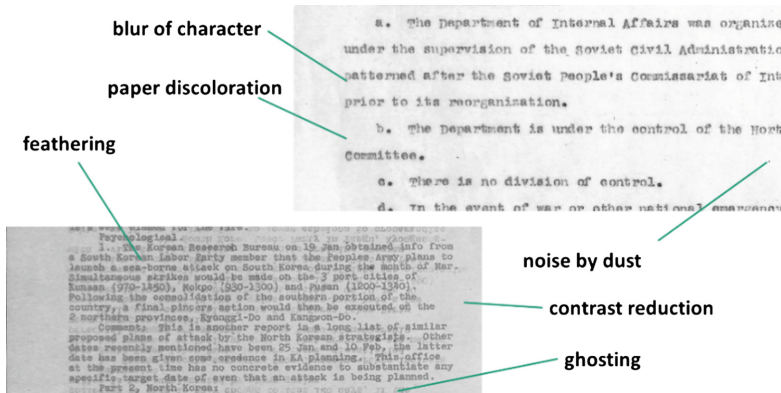 blur of character
paper discoloration
feathering
a. The Department of Internal Affairs was organize
under the supervision of the Soviet Civil Administratio
patterned after the Soviet People's Commissariat of Int
prior to its reorganization.
b. The Department is under the control of the Nort
Committee.
c. There is no division of control.
d. In the event of war or other national emergency
noise by dust
contrast reduction
ghosting
Psychological.
1. The Korean Research Bureau on 19 Jan obtained info from
a South Korean Labor Party member that the Peoples Army plans to
launch a sea-borne attack on South Korea during the month of Mar.
Simultaneous strikes would be made on the 3 port cities of
Kunsan (970-1450), Mokpo (930-1300) and Pusan (1200-1340).
Following the consolidation of the southern portion of the
country, a final pincers action would then be executed on the
2 northern provinces, Kyonggi-Do and Kangwon-Do.
Comment: This is another report in a long list of similar
proposed plans of attack by the North Korean strategists. Other
dates recently mentioned have been 25 Jan and 10 Feb, the latter
date has been given some credence in KA planning. This office
at the present time has no concrete evidence to substantiate any
specific target date of even that an attack is being planned.
Part 2, North Korea: